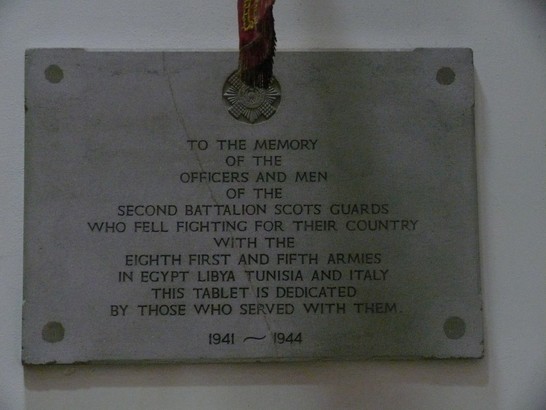 TO THE MEMORY
OF THE
OFFICERS AND MEN
OF THE
SECOND BATTALION SCOTS GUARDS
WHO FELL FIGHTING FOR THEIR COUNTRY
WITH THE
EIGHTH FIRST AND FIFTH ARMIES
IN EGYPT LIBYA TUNISIA AND ITALY
THIS TABLET IS DEDICATED
BY THOSE WHO SERVED WITH THEM.
1941 ~ 1944